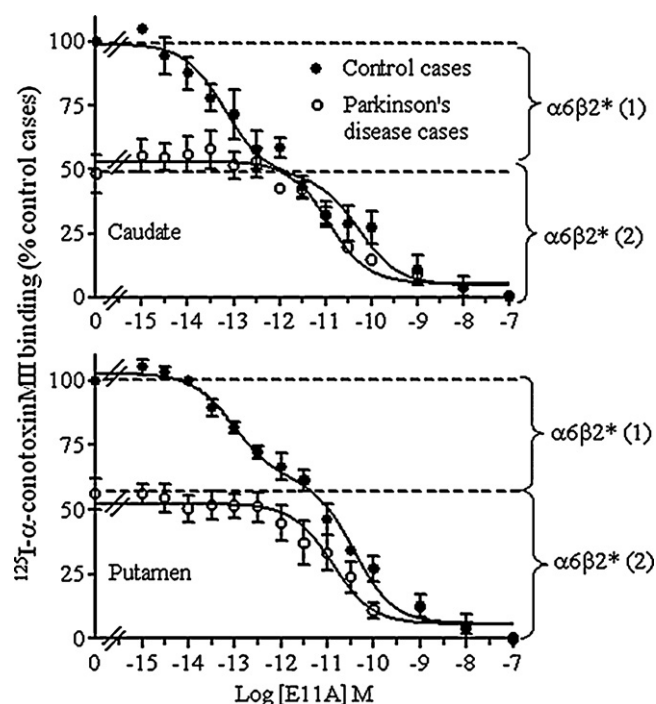 ¹²⁵I-α-conotoxinMII binding (% control cases)
100
75
50
25
0
Control cases
Parkinson's
disease cases
Caudate
α6β2* (1)
α6β2* (2)
0 -15 -14 -13 -12 -11 -10 -9 -8 -7
100
75
50
25
0
Putamen
α6β2* (1)
α6β2* (2)
0 -15 -14 -13 -12 -11 -10 -9 -8 -7
Log [E11A] M